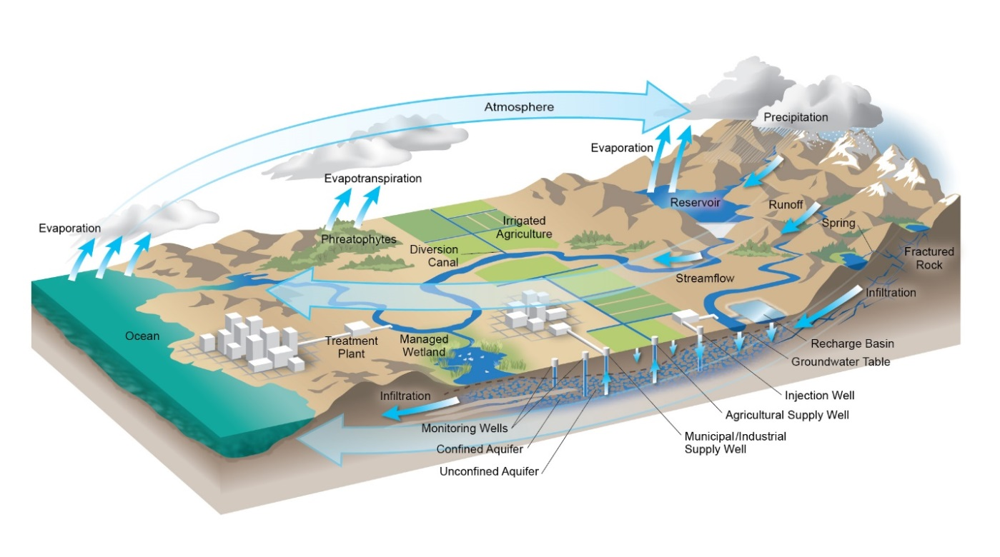 Atmosphere
Precipitation
Evaporation
Evapotranspiration
Reservoir
Runoff
Evaporation
Spring
Irrigated
Agriculture
Phreatophytes
Diversion
Canal
Fractured
Rock
Streamflow
Infiltration
Ocean
Treatment
Plant
Managed
Wetland
Recharge Basin
Groundwater Table
Infiltration
Injection Well
Agricultural Supply Well
Monitoring Wells
Municipal/Industrial
Supply Well
Confined Aquifer
Unconfined Aquifer